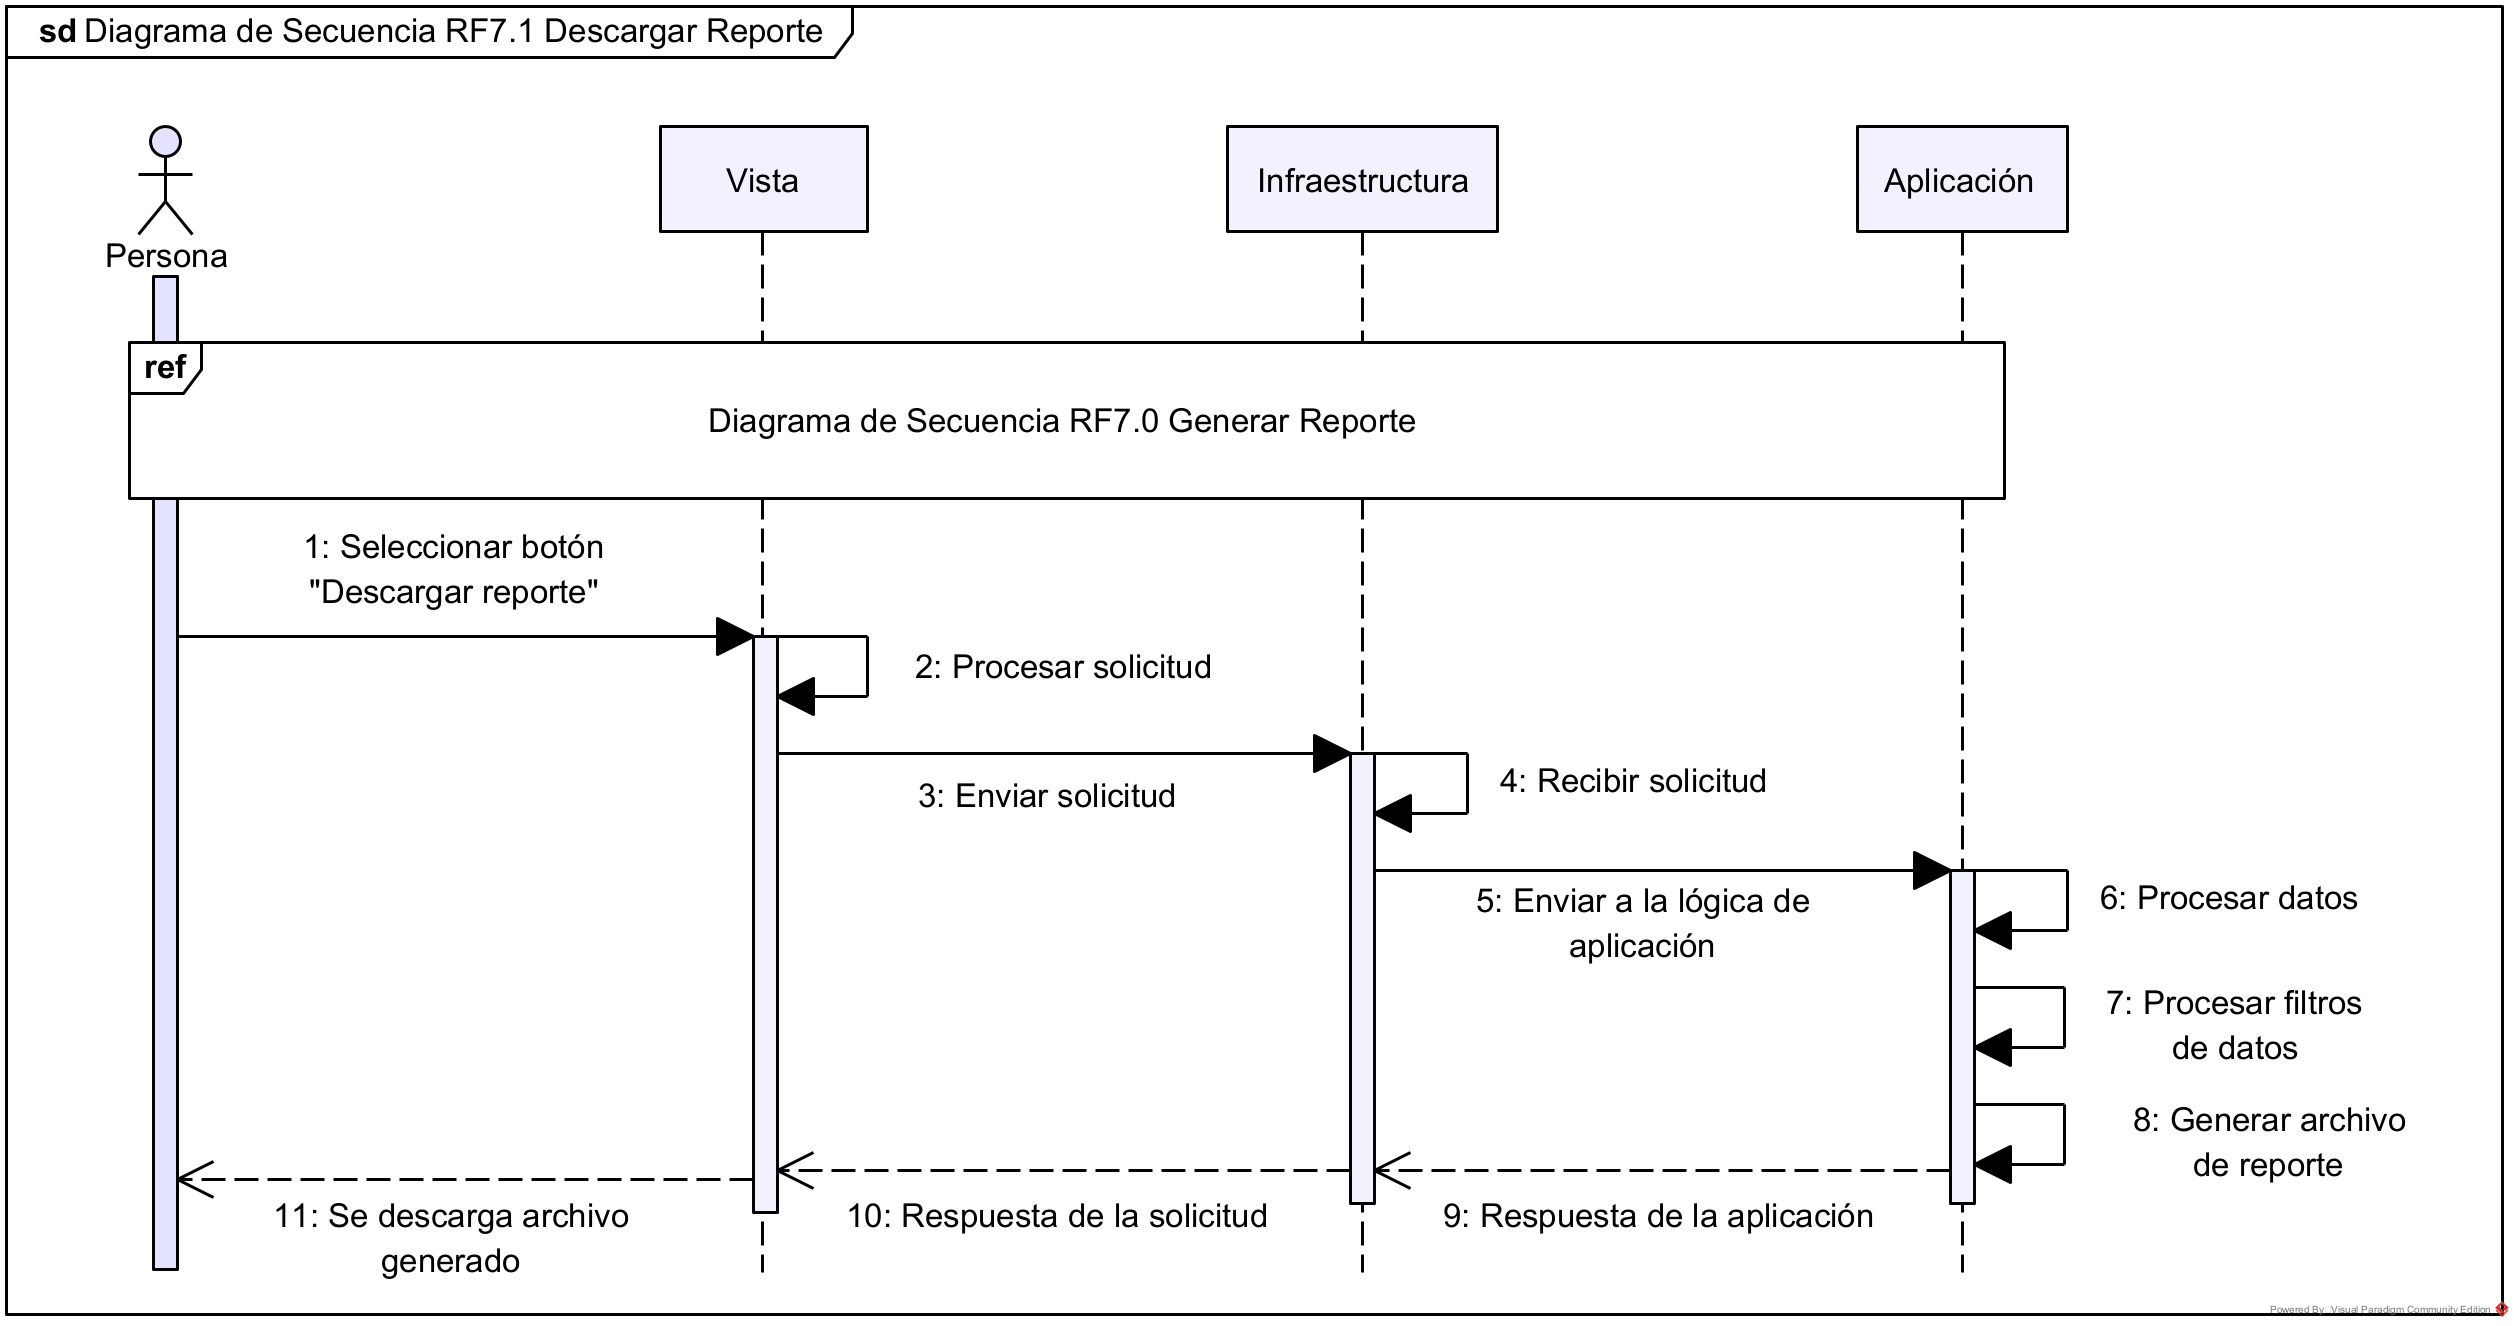 sd Diagrama de Secuencia RF7.1 Descargar Reporte
Persona
Vista
Infraestructura
Aplicación
ref
Diagrama de Secuencia RF7.0 Generar Reporte
1: Seleccionar botón
"Descargar reporte"
2: Procesar solicitud
3: Enviar solicitud
4: Recibir solicitud
5: Enviar a la lógica de
aplicación
6: Procesar datos
7: Procesar filtros
de datos
8: Generar archivo
de reporte
9: Respuesta de la aplicación
10: Respuesta de la solicitud
11: Se descarga archivo
generado
Powered By: Visual Paradigm Community Edition